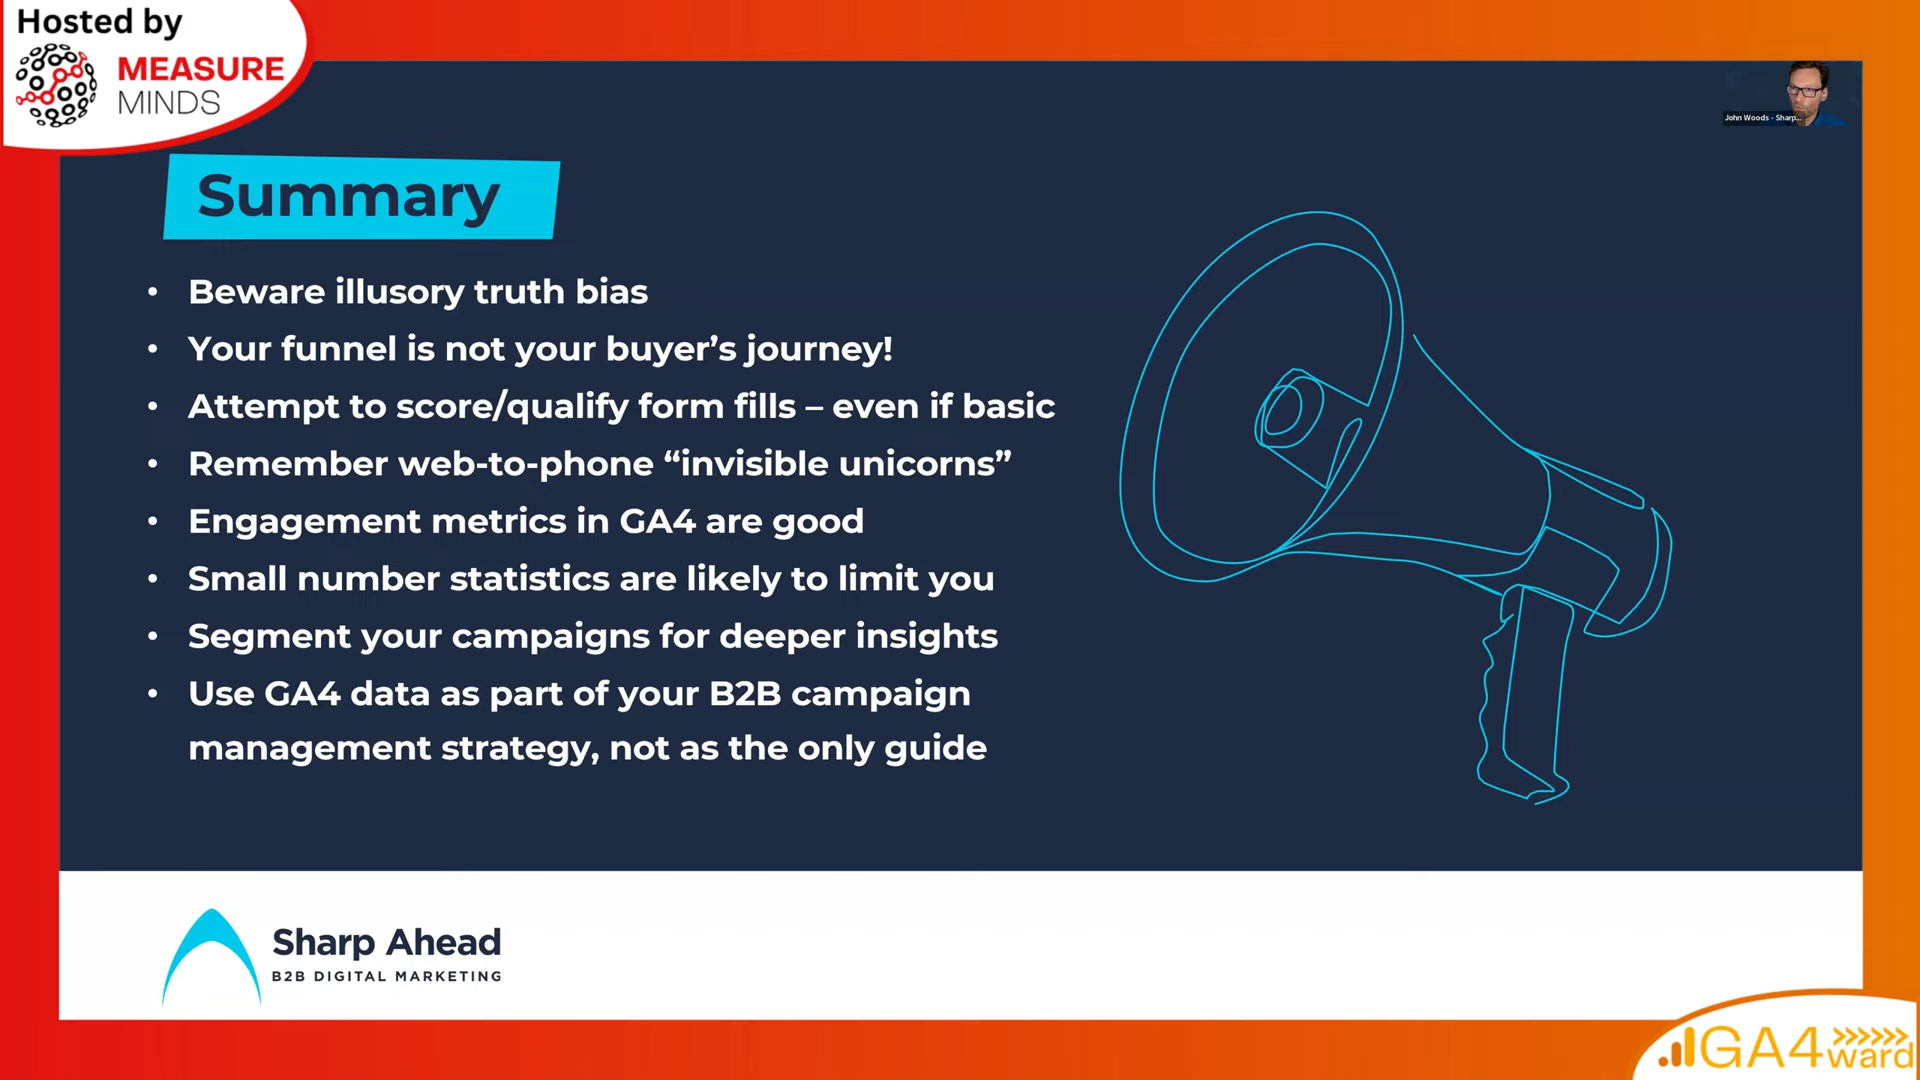 Hosted by
MEASURE
MINDS
John Woods - Sharp...
Summary
• Beware illusory truth bias
• Your funnel is not your buyer’s journey!
• Attempt to score/qualify form fills – even if basic
• Remember web-to-phone “invisible unicorns”
• Engagement metrics in GA4 are good
• Small number statistics are likely to limit you
• Segment your campaigns for deeper insights
• Use GA4 data as part of your B2B campaign
management strategy, not as the only guide
Sharp Ahead
B2B DIGITAL MARKETING
GA4ward